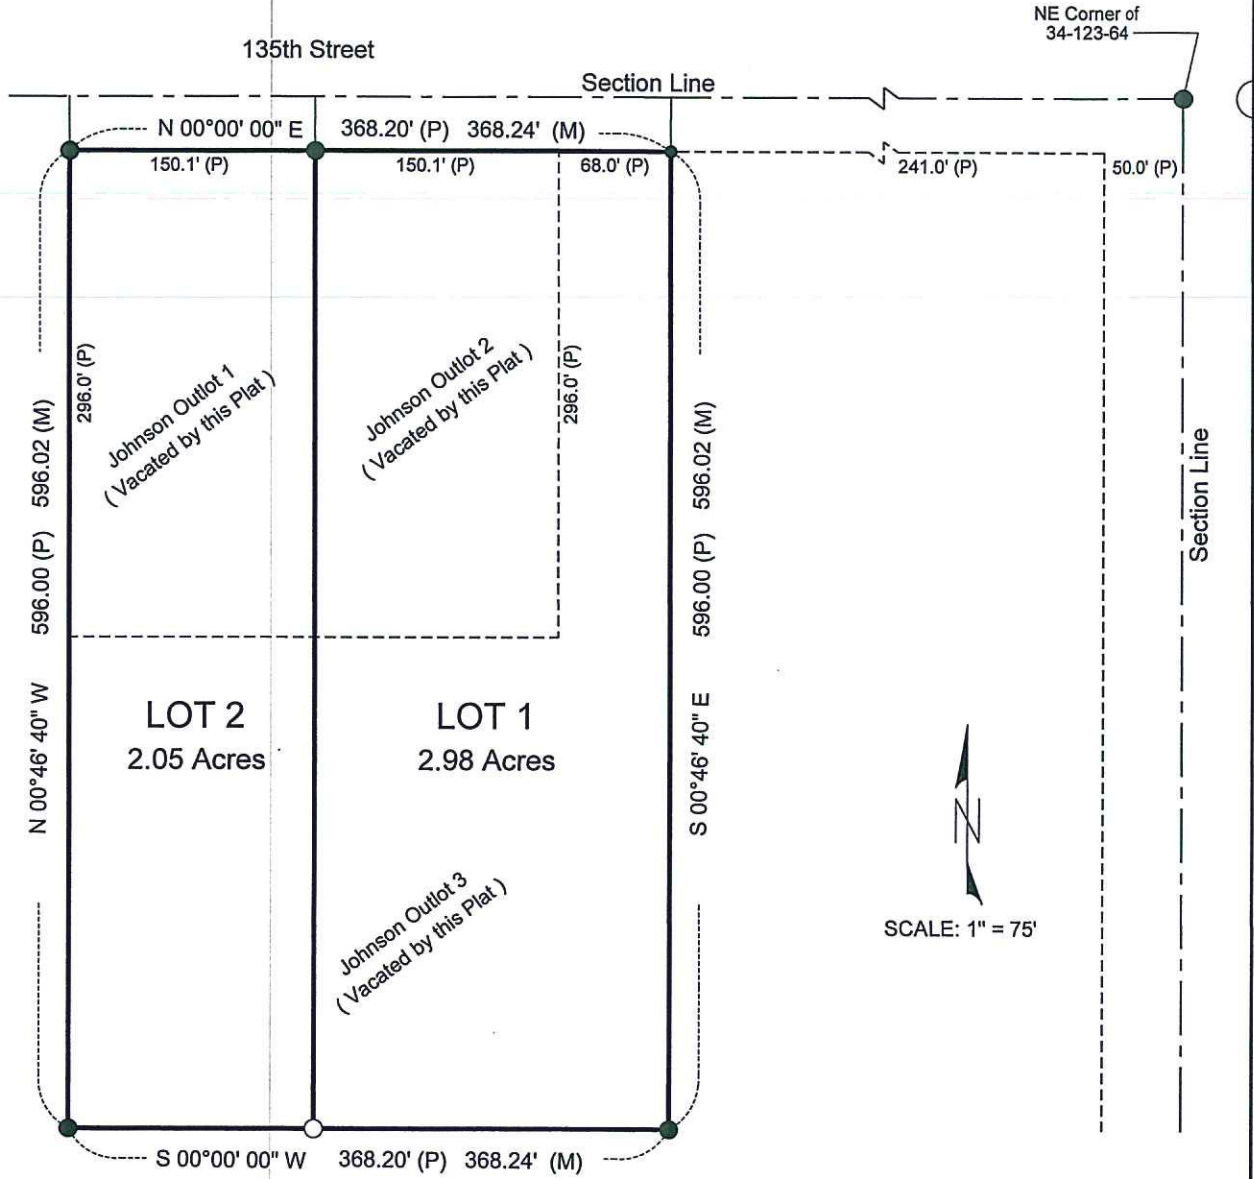 NE Corner of
34-123-64
135th Street
Section Line
N 00°00' 00" E 368.20' (P) 368.24' (M)
150.1' (P) 150.1' (P) 68.0' (P) 241.0' (P) 50.0' (P)
296.0' (P)
Johnson Outlot 1
( Vacated by this Plat )
Johnson Outlot 2
( Vacated by this Plat )
296.0' (P)
N 00°46' 40" W 596.00 (P) 596.02 (M)
S 00°46' 40" E 596.00 (P) 596.02 (M)
Section Line
LOT 2
2.05 Acres
LOT 1
2.98 Acres
Johnson Outlot 3
( Vacated by this Plat )
N
SCALE: 1" = 75'
S 00°00' 00" W 368.20' (P) 368.24' (M)